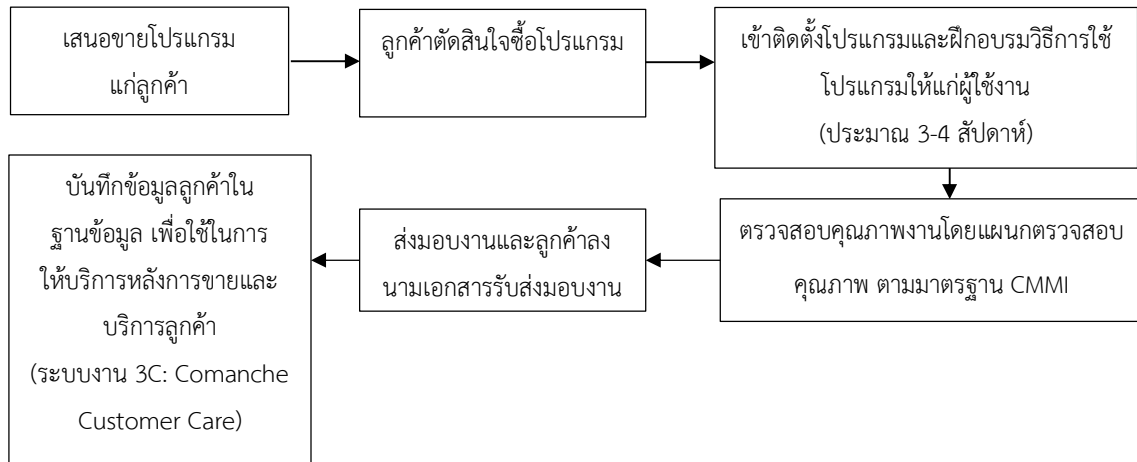 เสนอขายโปรแกรม
แก่ลูกค้า
ลูกค้าตัดสินใจซื้อโปรแกรม
เข้าติดตั้งโปรแกรมและฝึกอบรมวิธีการใช้
โปรแกรมให้แก่ผู้ใช้งาน
(ประมาณ 3-4 สัปดาห์)
ตรวจสอบคุณภาพงานโดยแผนกตรวจสอบ
คุณภาพ ตามมาตรฐาน CMMI
ส่งมอบงานและลูกค้าลง
นามเอกสารรับส่งมอบงาน
บันทึกข้อมูลลูกค้าใน
ฐานข้อมูล เพื่อใช้ในการ
ให้บริการหลังการขายและ
บริการลูกค้า
(ระบบงาน 3C: Comanche
Customer Care)